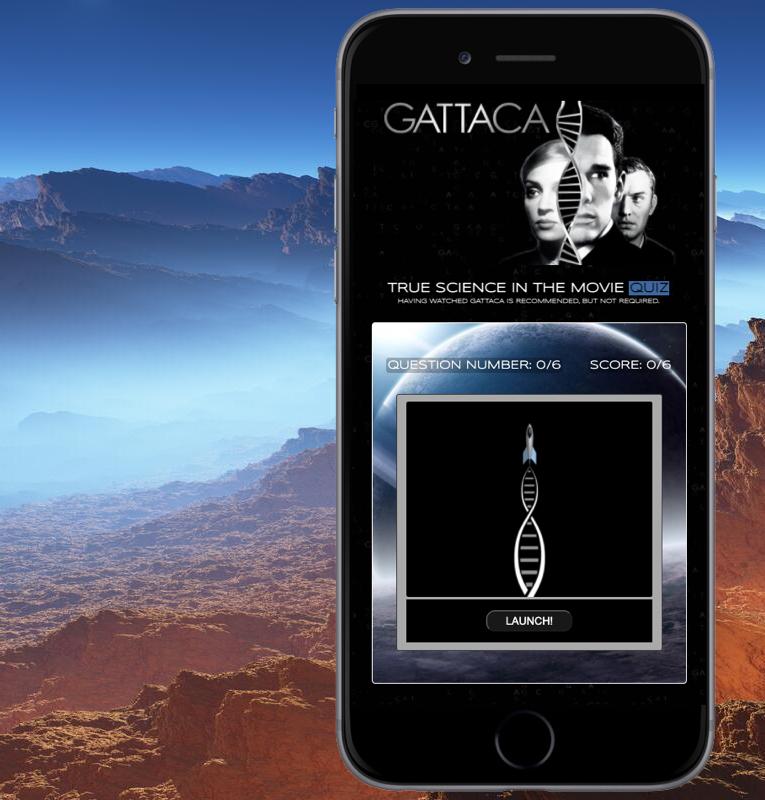 GATTACA
TRUE SCIENCE IN THE MOVIE QUIZ
HAVING WATCHED GATTACA IS RECOMMENDED, BUT NOT REQUIRED.
QUESTION NUMBER: 0/6 SCORE: 0/6
LAUNCH!